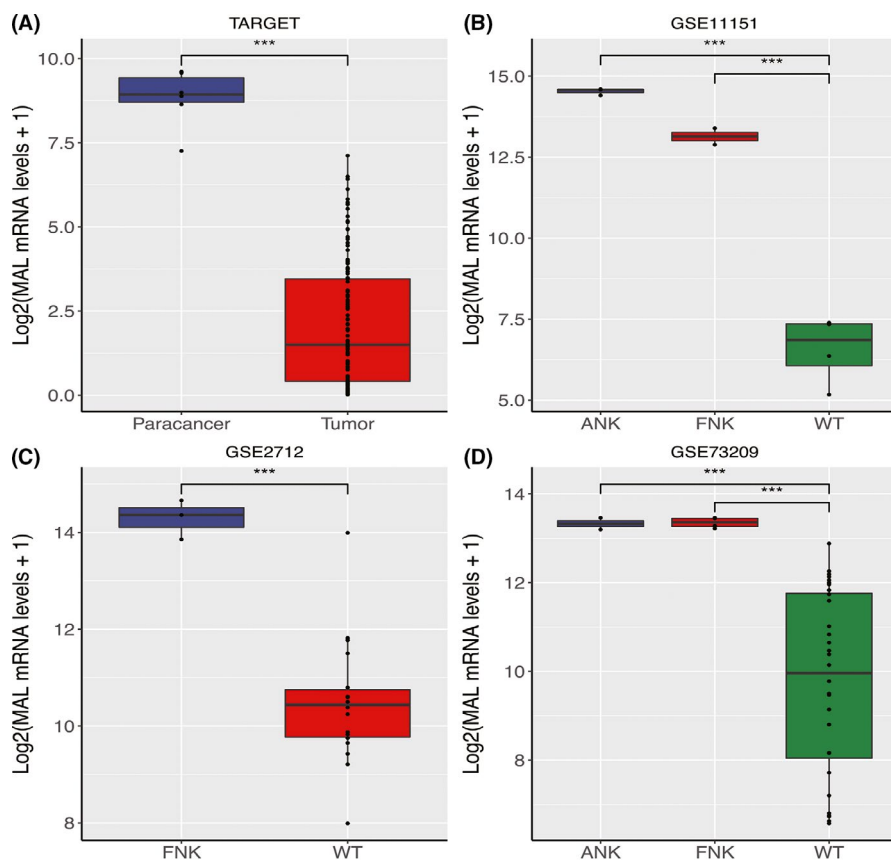 (A)
TARGET
***
Log2(MAL mRNA levels + 1)
10.0
7.5
5.0
2.5
0.0
Paracancer Tumor
(B)
GSE11151
***
***
Log2(MAL mRNA levels + 1)
15.0
12.5
10.0
7.5
5.0
ANK FNK WT
(C)
GSE2712
***
Log2(MAL mRNA levels + 1)
14
12
10
8
FNK WT
(D)
GSE73209
***
***
Log2(MAL mRNA levels + 1)
14
12
10
8
ANK FNK WT